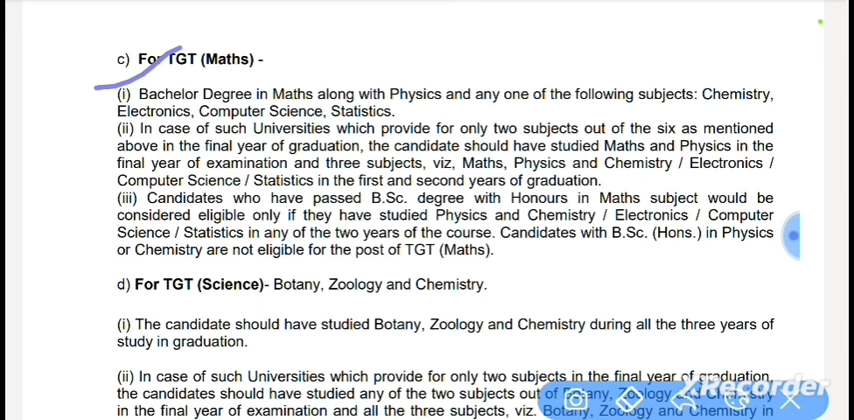 c) For TGT (Maths) -
(i) Bachelor Degree in Maths along with Physics and any one of the following subjects: Chemistry,
Electronics, Computer Science, Statistics.
(ii) In case of such Universities which provide for only two subjects out of the six as mentioned
above in the final year of graduation, the candidate should have studied Maths and Physics in the
final year of examination and three subjects, viz, Maths, Physics and Chemistry / Electronics /
Computer Science / Statistics in the first and second years of graduation.
(iii) Candidates who have passed B.Sc. degree with Honours in Maths subject would be
considered eligible only if they have studied Physics and Chemistry / Electronics / Computer
Science / Statistics in any of the two years of the course. Candidates with B.Sc. (Hons.) in Physics
or Chemistry are not eligible for the post of TGT (Maths).
d) For TGT (Science)- Botany, Zoology and Chemistry.
(i) The candidate should have studied Botany, Zoology and Chemistry during all the three years of
study in graduation.
(ii) In case of such Universities which provide for only two subjects in the final year of graduation,
the candidates should have studied any of the two subjects out of Botany, Zoology and Chemistry
in the final year of examination and all the three subjects, viz. Botany, Zoology and Chemistry in
XRecorder